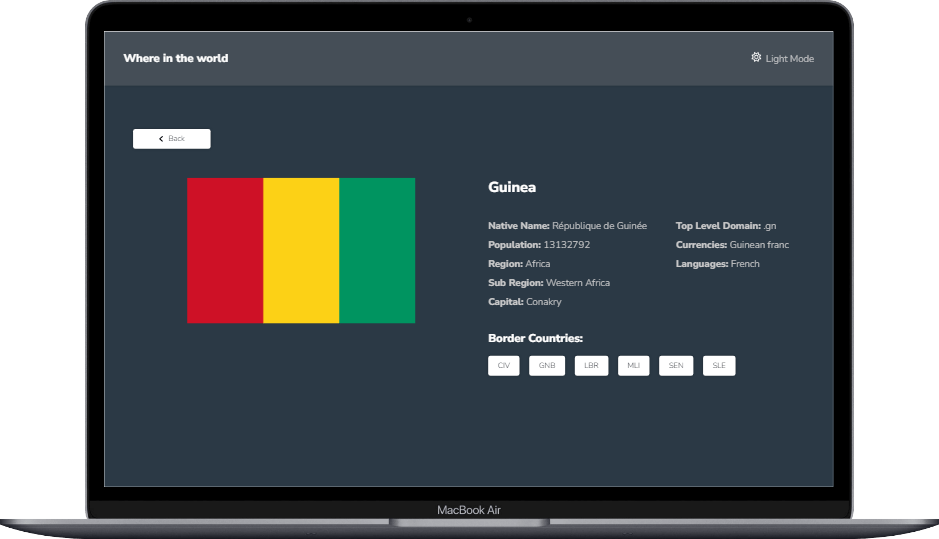 Where in the world
Light Mode
Back
Guinea
Native Name: République de Guinée
Population: 13132792
Region: Africa
Sub Region: Western Africa
Capital: Conakry
Top Level Domain: .gn
Currencies: Guinean franc
Languages: French
Border Countries:
CIV GNB LBR MLI SEN SLE
MacBook Air